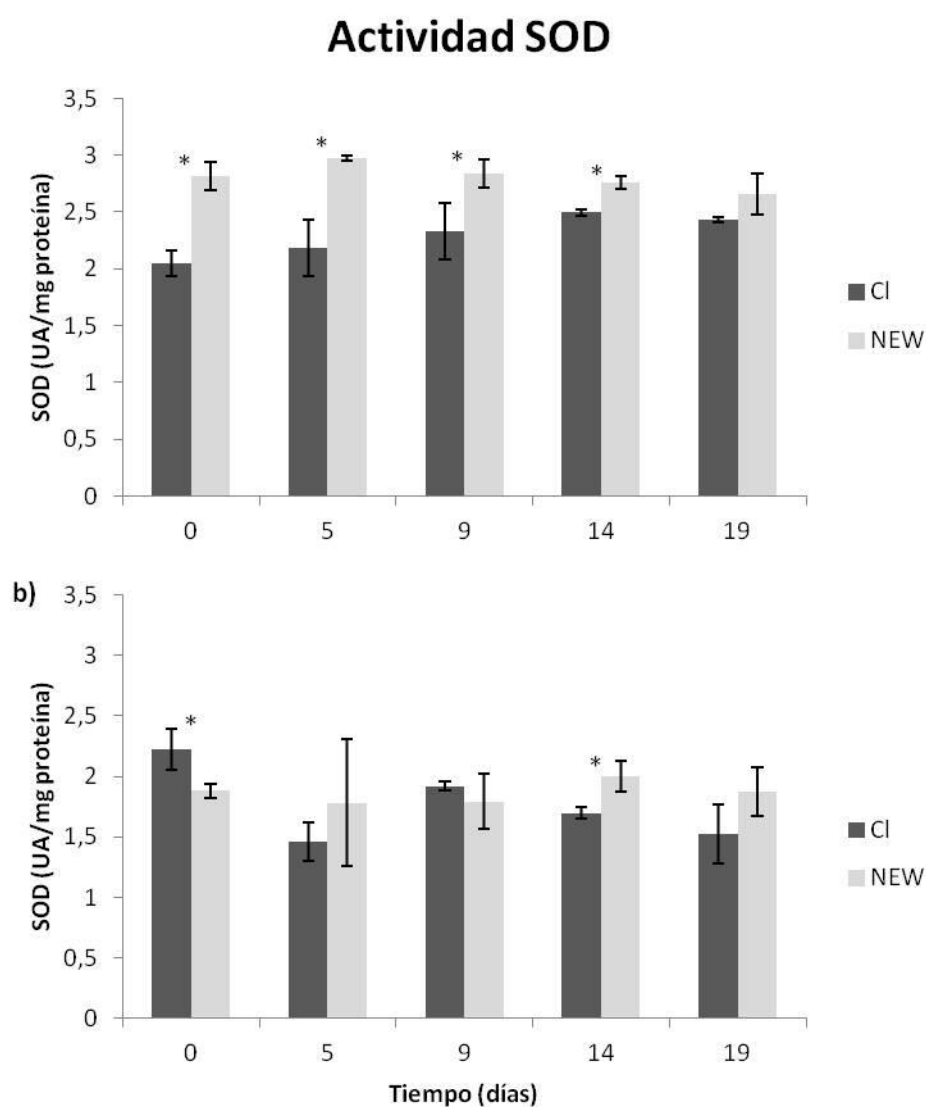 Actividad SOD
3,5
3
2,5
2
1,5
1
0,5
0
SOD (UA/mg proteína)
* * * *
0 5 9 14 19
Cl
NEW
b)
3,5
3
2,5
2
1,5
1
0,5
0
SOD (UA/mg proteína)
* *
0 5 9 14 19
Tiempo (días)
Cl
NEW